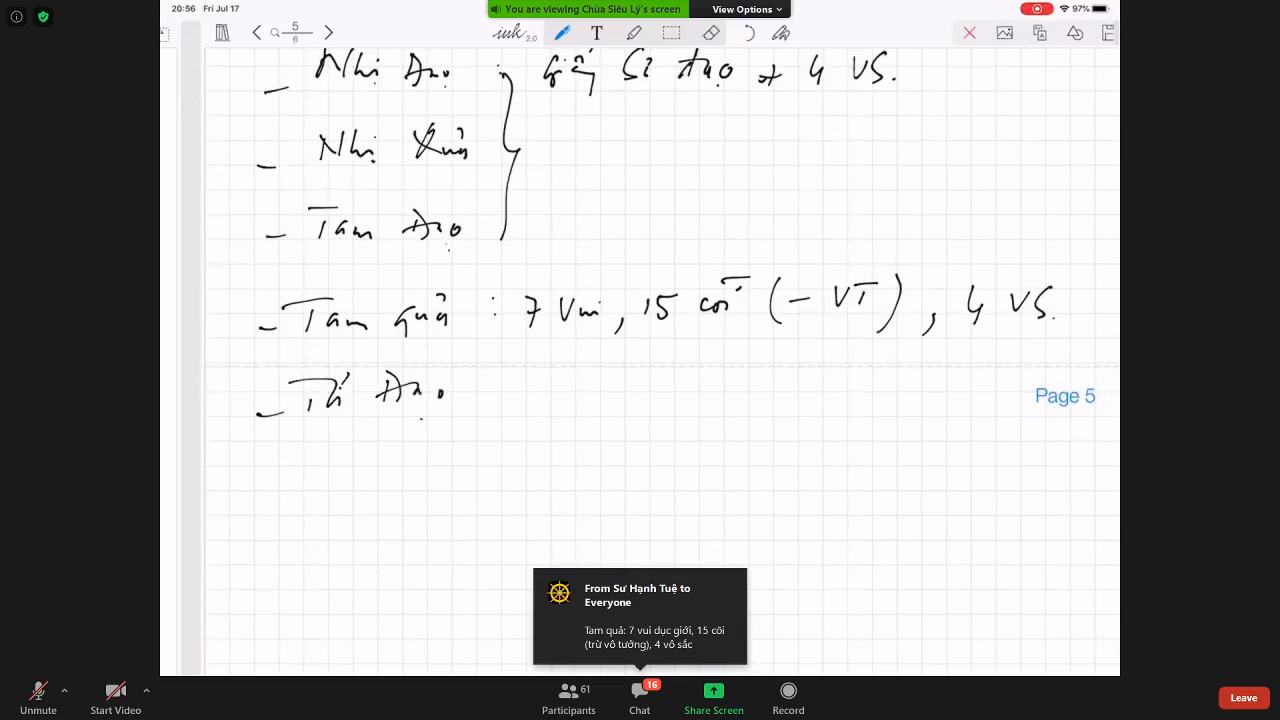 20:56 Fri Jul 17
You are viewing Chùa Siêu Lý's screen
View Options
97%
5
6
ink 2.0
T
- Nhị Đạo : giống Sơ đạo + 4 VS.
- Nhị Quả
- Tam Đạo
- Tam quả : 7 Vui, 15 cõi (- VT), 4 VS.
- Tứ Đạo
Page 5
From Sư Hạnh Tuệ to
Everyone
Tam quả: 7 vui dục giới, 15 cõi
(trừ vô tưởng), 4 vô sắc
Unmute
Start Video
61
Participants
16
Chat
Share Screen
Record
Leave